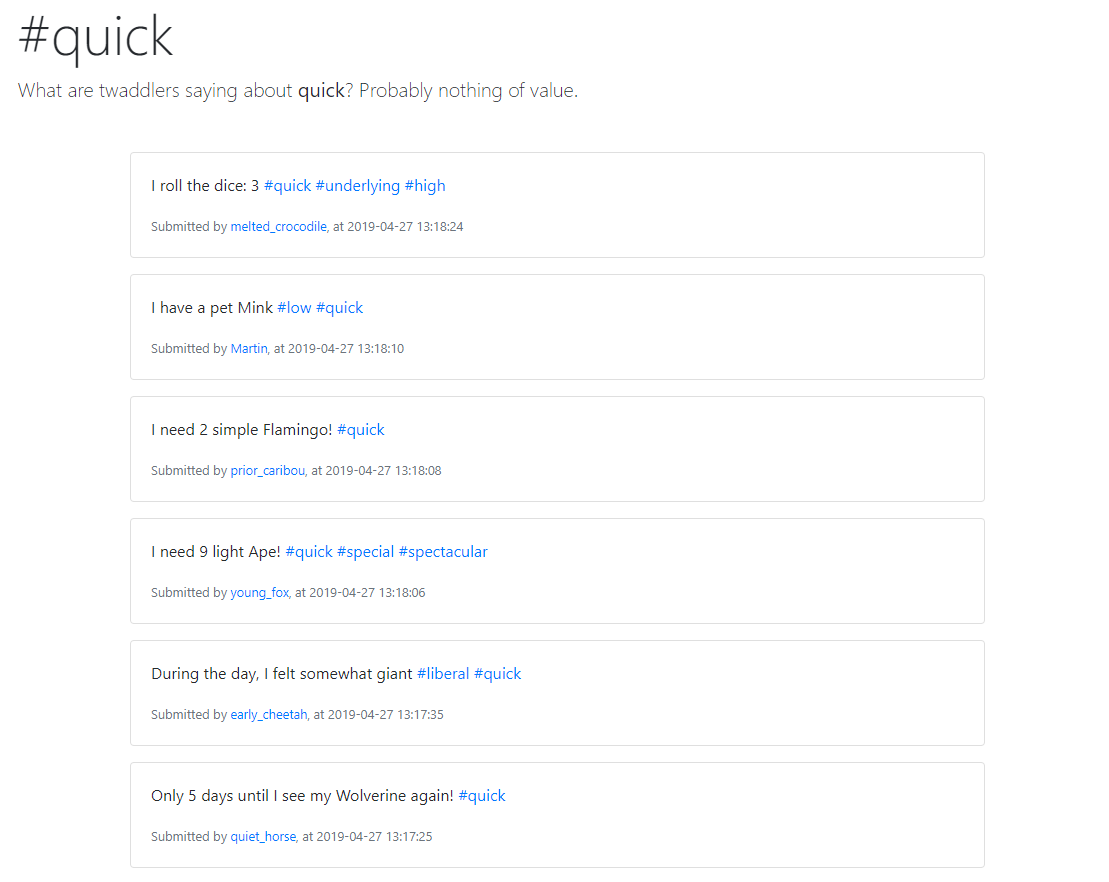 #quick
What are twaddlers saying about quick? Probably nothing of value.
I roll the dice: 3 #quick #underlying #high
Submitted by melted_crocodile, at 2019-04-27 13:18:24
I have a pet Mink #low #quick
Submitted by Martin, at 2019-04-27 13:18:10
I need 2 simple Flamingo! #quick
Submitted by prior_caribou, at 2019-04-27 13:18:08
I need 9 light Ape! #quick #special #spectacular
Submitted by young_fox, at 2019-04-27 13:18:06
During the day, I felt somewhat giant #liberal #quick
Submitted by early_cheetah, at 2019-04-27 13:17:35
Only 5 days until I see my Wolverine again! #quick
Submitted by quiet_horse, at 2019-04-27 13:17:25